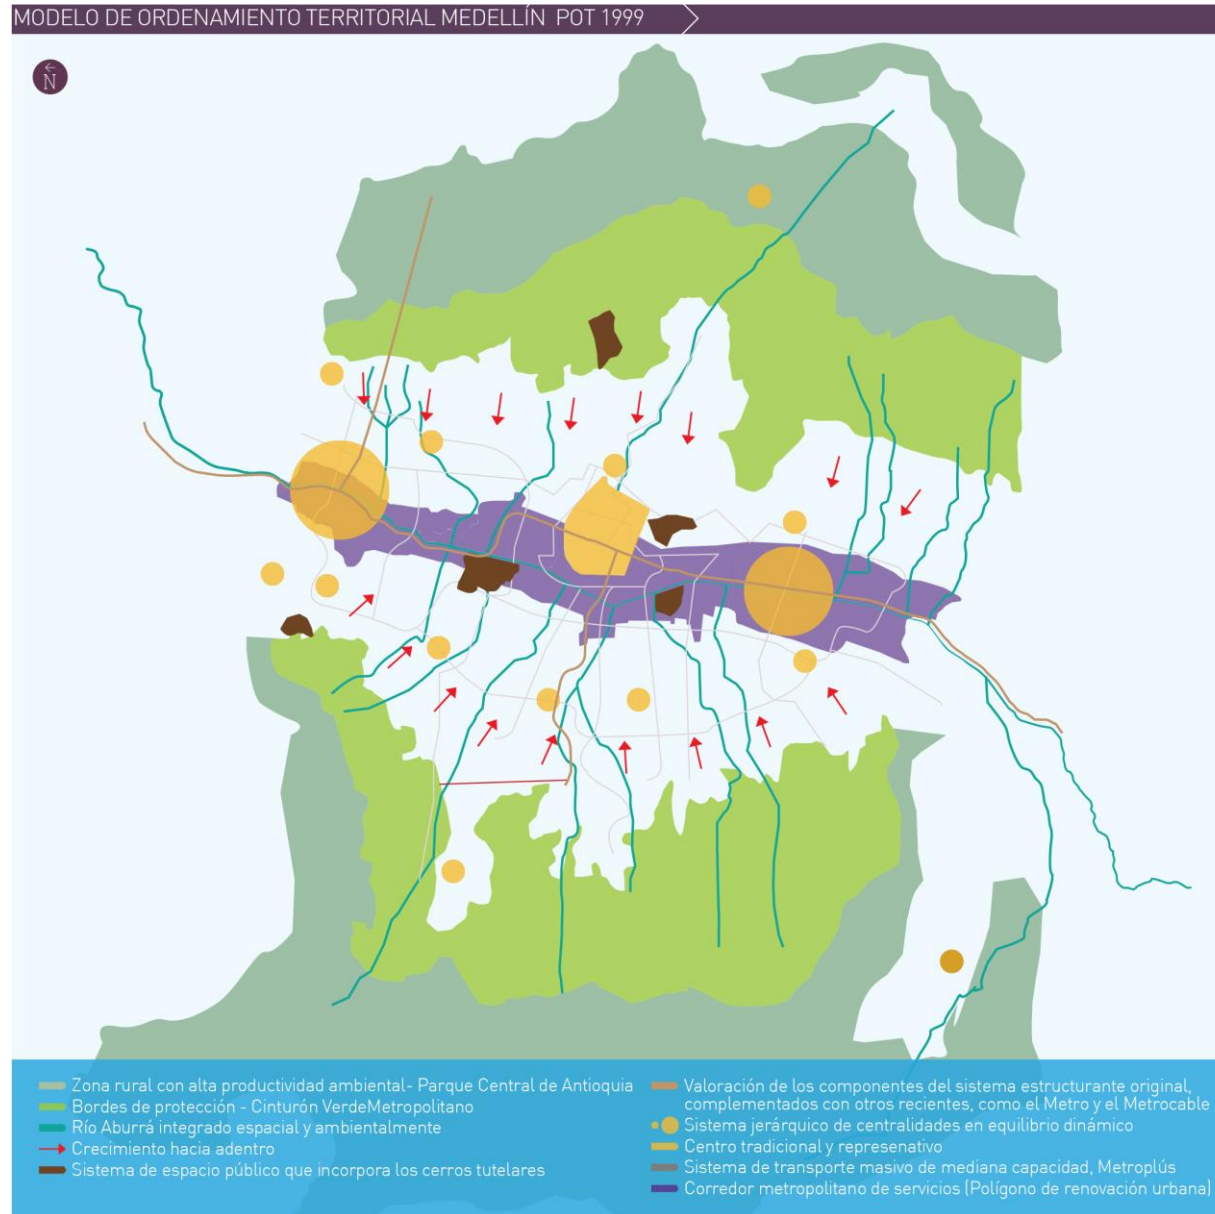 MODELO DE ORDENAMIENTO TERRITORIAL MEDELLÍN POT 1999
N
Zona rural con alta productividad ambiental- Parque Central de Antioquia
Bordes de protección - Cinturón VerdeMetropolitano
Río Aburrá integrado espacial y ambientalmente
Crecimiento hacia adentro
Sistema de espacio público que incorpora los cerros tutelares
Valoración de los componentes del sistema estructurante original,
complementados con otros recientes, como el Metro y el Metrocable
Sistema jerárquico de centralidades en equilibrio dinámico
Centro tradicional y represenativo
Sistema de transporte masivo de mediana capacidad, Metroplús
Corredor metropolitano de servicios (Polígono de renovación urbana)